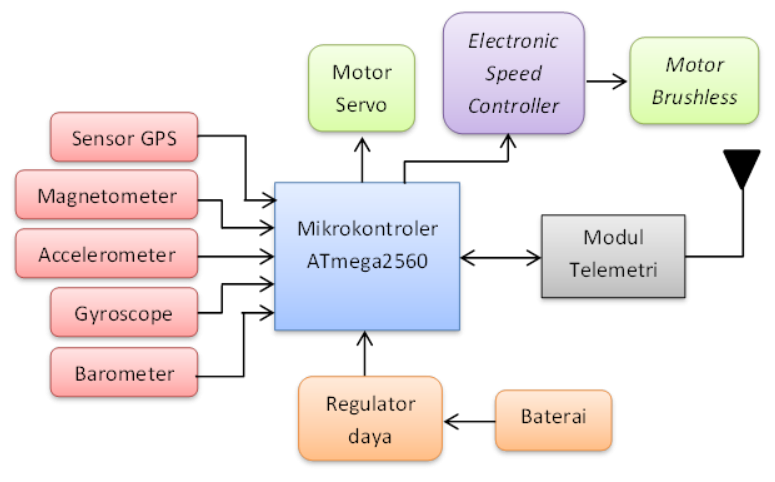 Electronic
Speed
Controller
Motor
Servo
Motor
Brushless
Sensor GPS
Magnetometer
Accelerometer
Gyroscope
Barometer
Mikrokontroler
ATmega2560
Modul
Telemetri
Regulator
daya
Baterai